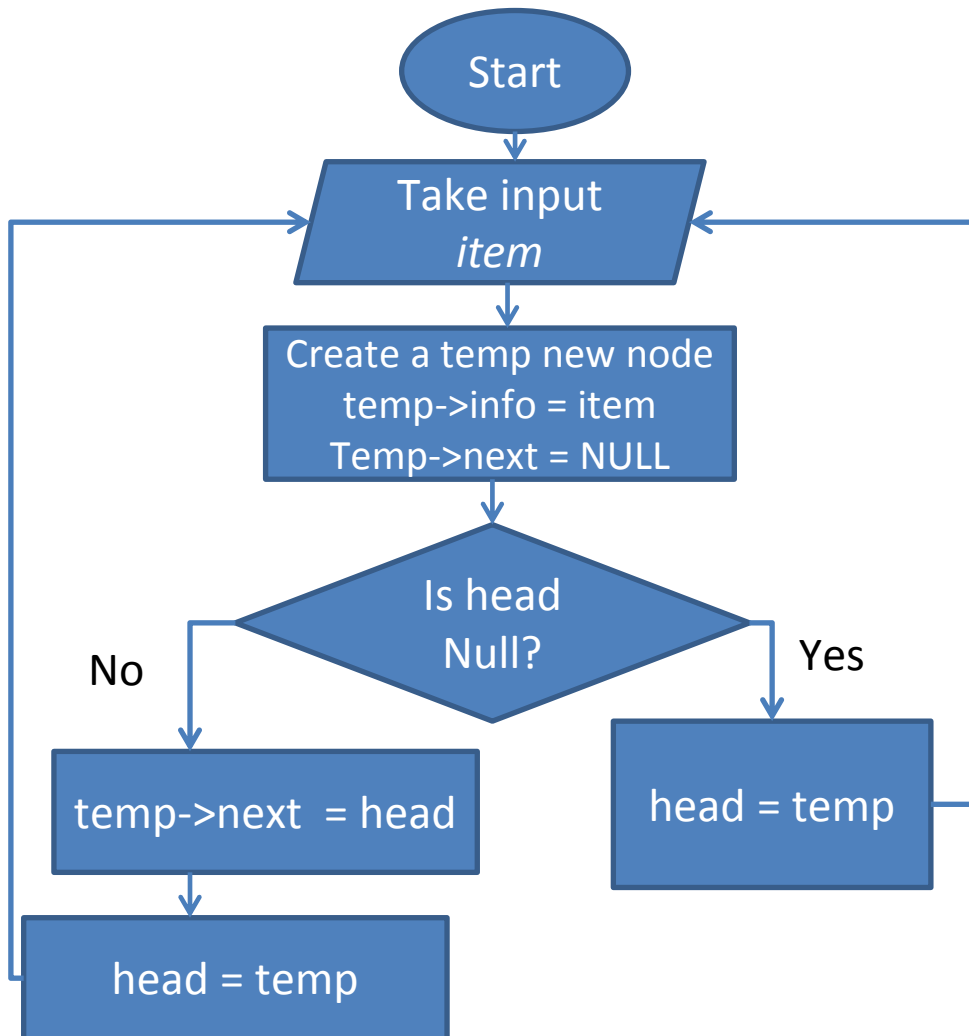 Start
Take input
item
Create a temp new node
temp->info = item
Temp->next = NULL
Is head
Null?
No
Yes
temp->next  = head
head = temp
head = temp